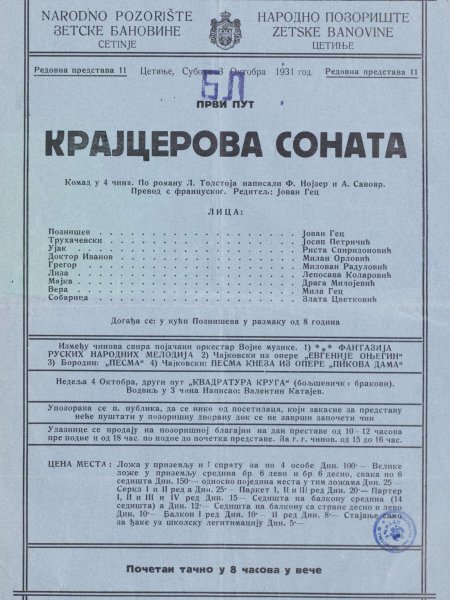 NARODNO POZORIŠTE
ЗЕТСКЕ БАНОВИНЕ
CETINJE
НАРОДНО ПОЗОРИШТЕ
ZETSKE BANOVINE
ЦЕТИЊЕ
Редовна представа 11
Цетиње, Субота 3 Октобра 1931 год.
Редовна представа 11
БЛ
ПРВИ ПУТ
КРАЈЦЕРОВА СОНАТА
Комад у 4 чина. По роману Л. Толстоја написали Ф. Нојзер и А. Савоар.
Превод с француског. Редитељ: Јован Гец
ЛИЦА:
Познишев . . . Јован Гец
Трухачевски . . . Јосип Петричић
Ујак . . . Риста Спиридоновић
Доктор Иванов . . . Милан Орловић
Грегор . . . Милован Радуловић
Лиза . . . Лепосава Коларовић
Мајка . . . Драга Милојевић
Вера . . . Мила Гец
Собарица . . . Злата Цветковић
Догађа се: у кући Познишева у размаку од 8 година
Између чинова свира појачани оркестар Војне музике. 1) *** ФАНТАЗИЈА
РУСКИХ НАРОДНИХ МЕЛОДИЈА 2) Чајковски на опере „ЕВГЕНИЈЕ ОЊЕГИН“
3) Бородин: „ПЕСМА“ 4) Чајковски: ПЕСМА КНЕЗА ИЗ ОПЕРЕ „ПИКОВА ДАМА“
Недеља 4 Октобра, други пут „КВАДРАТУРА КРУГА“ (бољшевичк и бракови).
Водвиљ у 3 чина Написао: Валентин Катајев.
Упозорава се п. публика, да се нико од посетилаца, који закасне за представу
неће пуштати у позоришну дворану док се не заврши започети чин
Улазнице се продају на позоришној благајни на дан преставе од 10–12 часова
пре подне и од 18 час. по подне до почетка представе. За г. г. чинов. од 15 до 16 час.
ЦЕНА МЕСТА: Ложа у приземљу и I спрату за по 4 особе Дин. 100·— Велике
ложе у приземљу средина бр. 6 лево и бр. 6 десно, свака по 6
седишта Дин. 150·— односно поједина места у тим ложама Дин. 25 —
Серкл I и II ред а Дин. 25·— Паркет I, II и III ред Дин. 20·— Партер
I, II и III и IV ред Дин. 15 — Седишта на балкону средина (14
седишта) а Дин. 12·— Седишта на балкону са стране десно и лево
Дин. 10·— Балкон I ред Дин. 10·— II ред Дин. 8·— Стајање само
за ђаке уз школску легитимацију Дин. 5·—
Почетак тачно у 8 часова у вече